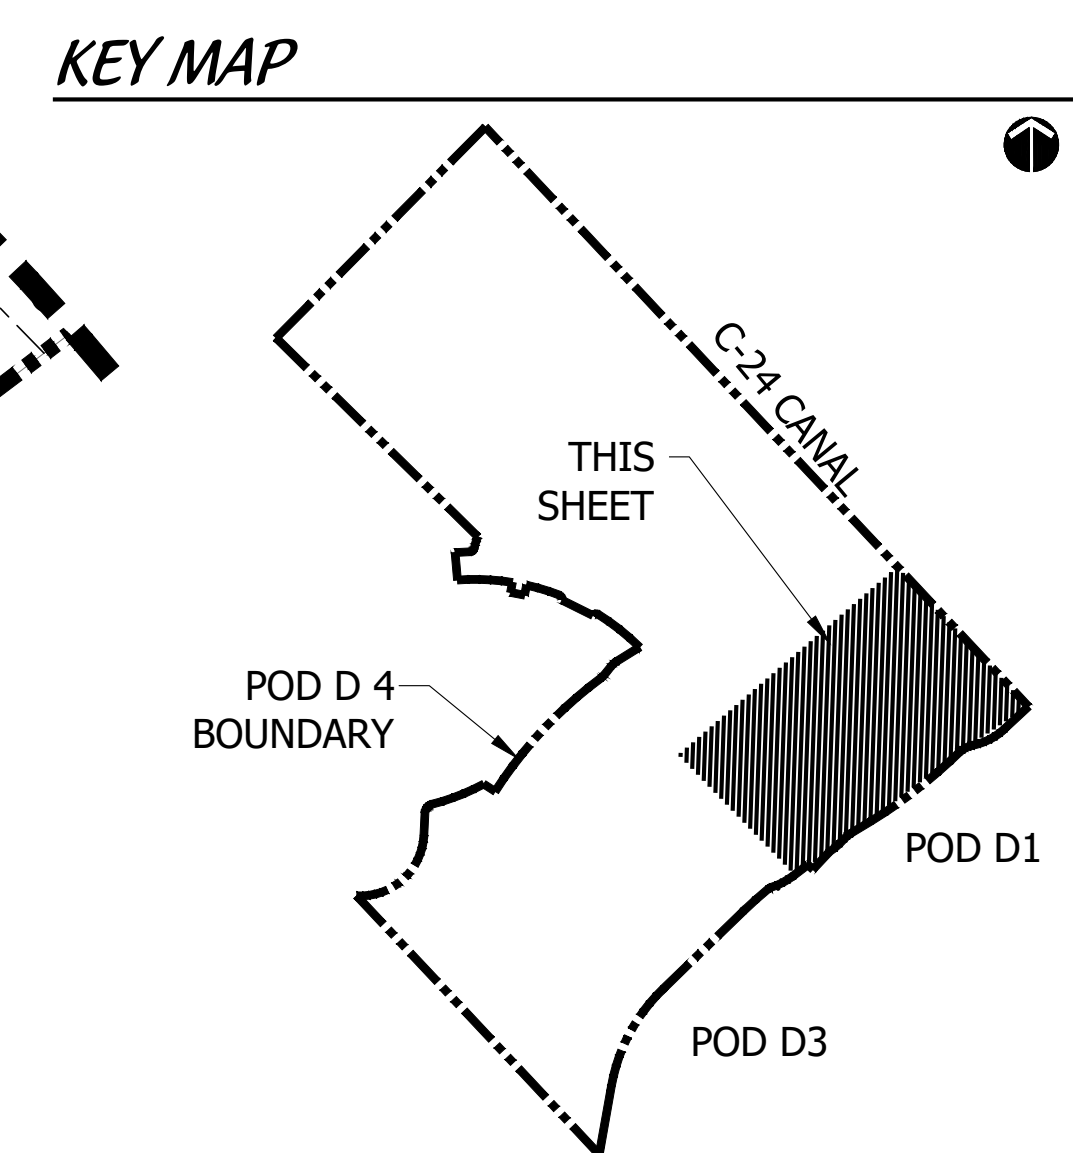 KEY MAP
C-24 CANAL
THIS
SHEET
POD D 4
BOUNDARY
POD D1
POD D3